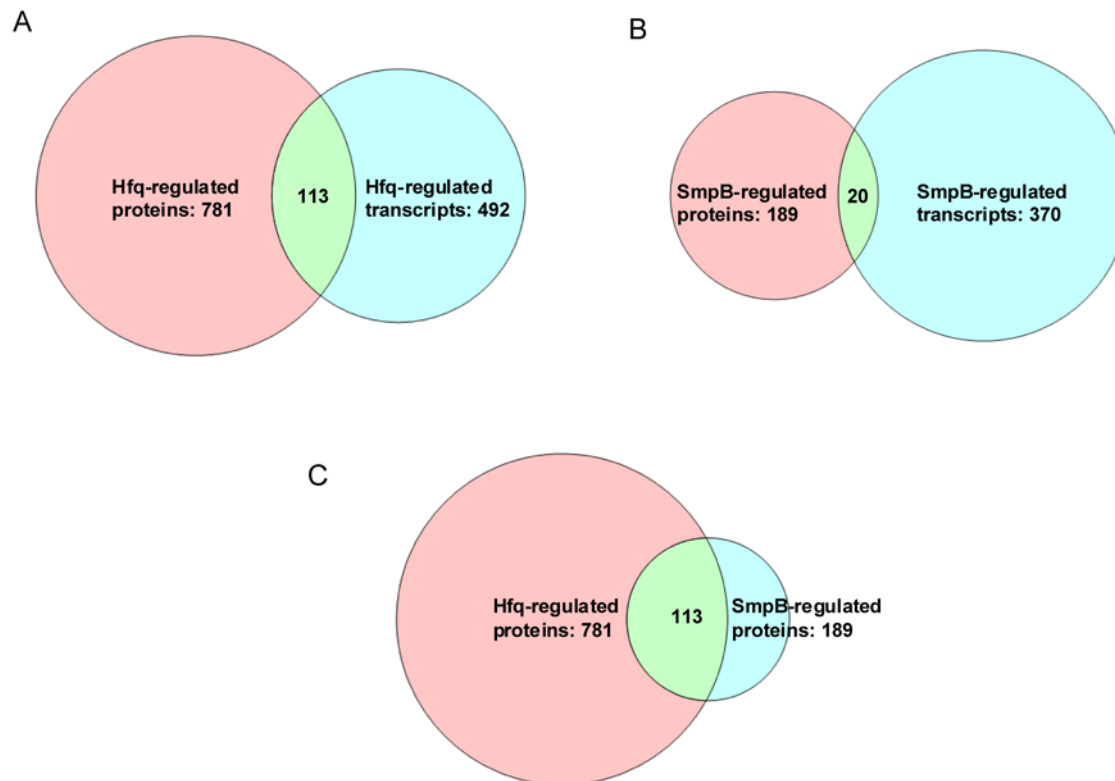 A
Hfq-regulated
proteins: 781
113
Hfq-regulated
transcripts: 492
B
SmpB-regulated
proteins: 189
20
SmpB-regulated
transcripts: 370
C
Hfq-regulated
proteins: 781
113
SmpB-regulated
proteins: 189